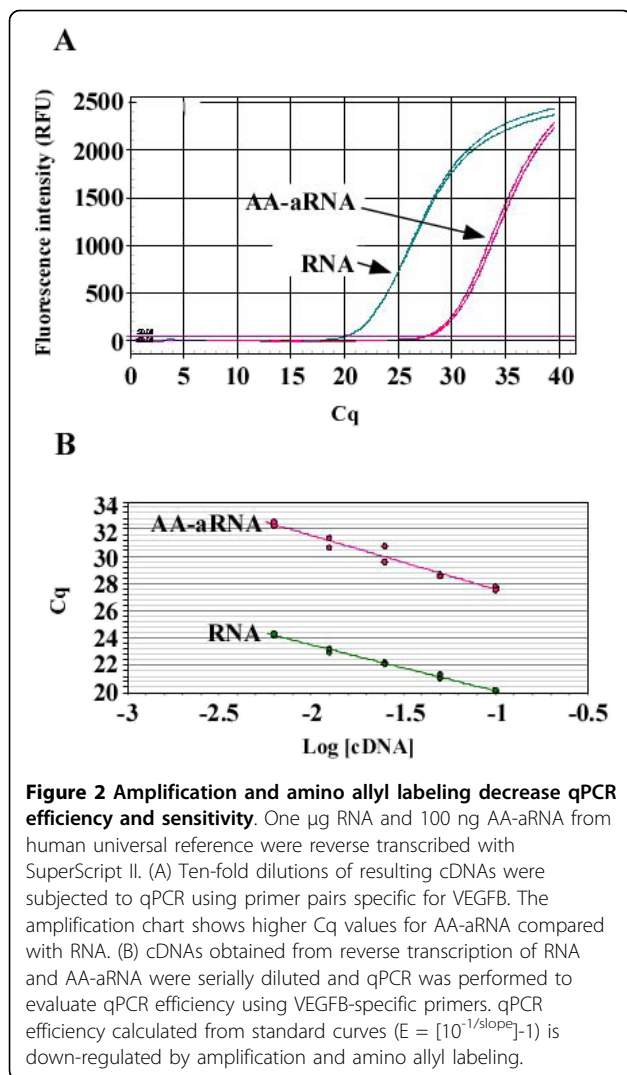 A
Fluorescence intensity (RFU)
2500
2000
1500
1000
500
0
AA-aRNA
RNA
0 5 10 15 20 25 30 35 40
Cq
B
Cq
34
32
30
28
26
24
22
20
AA-aRNA
RNA
-3 -2.5 -2 -1.5 -1 -0.5
Log [cDNA]
Figure 2 Amplification and amino allyl labeling decrease qPCR
efficiency and sensitivity. One µg RNA and 100 ng AA-aRNA from
human universal reference were reverse transcribed with
SuperScript II. (A) Ten-fold dilutions of resulting cDNAs were
subjected to qPCR using primer pairs specific for VEGFB. The
amplification chart shows higher Cq values for AA-aRNA compared
with RNA. (B) cDNAs obtained from reverse transcription of RNA
and AA-aRNA were serially diluted and qPCR was performed to
evaluate qPCR efficiency using VEGFB-specific primers. qPCR
efficiency calculated from standard curves (E = [10^-1/slope]-1) is
down-regulated by amplification and amino allyl labeling.